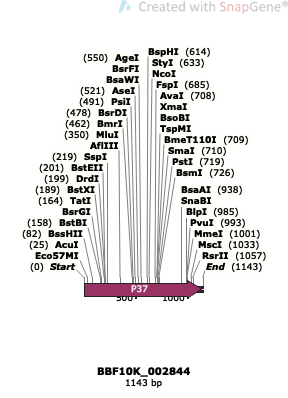 Created with SnapGene®
(550) AgeI
BsrFI
BsaWI
(521) AseI
(491) PsiI
(478) BsrDI
(462) BmrI
(350) MluI
AflIII
(219) SspI
(201) BstEII
(199) DrdI
(189) BstXI
(164) TatI
BsrGI
(158) BstBI
(82) BssHII
(25) AcuI
Eco57MI
(0) Start
BspHI (614)
StyI (633)
NcoI
FspI (685)
AvaI (708)
XmaI
BsoBI
TspMI
BmeT110I (709)
SmaI (710)
PstI (719)
BsmI (726)
BsaAI (938)
SnaBI
BlpI (985)
PvuI (993)
MmeI (1001)
MscI (1033)
RsrII (1057)
End (1143)
P37
500
1000
BBF10K_002844
1143 bp